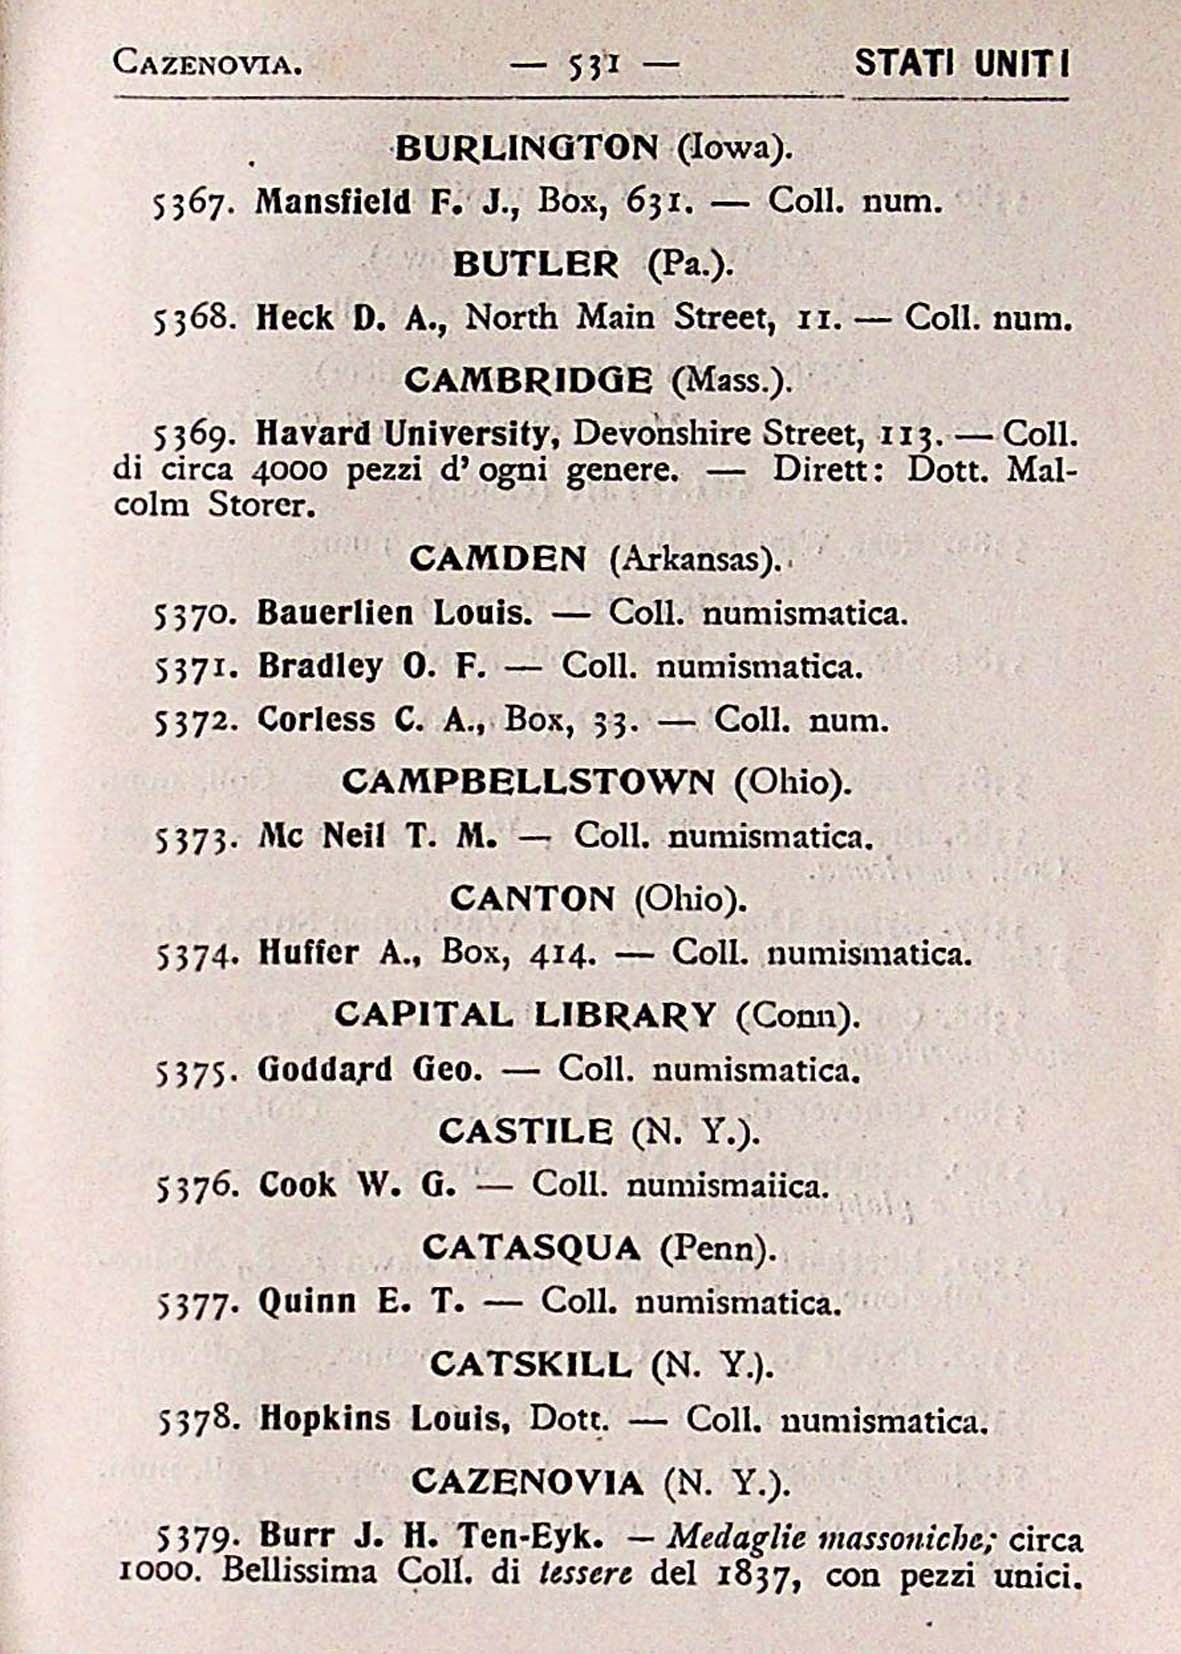 CAZENOVIA. — 531 — STATI UNITI
BURLINGTON (Iowa).
5367. Mansfield F. J., Box, 631. — Coll. num.
BUTLER (Pa.).
5368. Heck D. A., North Main Street, 11. — Coll. num.
CAMBRIDGE (Mass.).
5369. Havard University, Devonshire Street, 113. — Coll.
di circa 4000 pezzi d' ogni genere. — Dirett: Dott. Mal-
colm Storer.
CAMDEN (Arkansas).
5370. Bauerlien Louis. — Coll. numismatica.
5371. Bradley O. F. — Coll. numismatica.
5372. Corless C. A., Box, 33. — Coll. num.
CAMPBELLSTOWN (Ohio).
5373. Mc Neil T. M. — Coll. numismatica.
CANTON (Ohio).
5374. Huffer A., Box, 414. — Coll. numismatica.
CAPITAL LIBRARY (Conn).
5375. Goddard Geo. — Coll. numismatica.
CASTILE (N. Y.).
5376. Cook W. G. — Coll. numismaiica.
CATASQUA (Penn).
5377. Quinn E. T. — Coll. numismatica.
CATSKILL (N. Y.).
5378. Hopkins Louis, Dott. — Coll. numismatica.
CAZENOVIA (N. Y.).
5379. Burr J. H. Ten-Eyk. — Medaglie massoniche; circa
1000. Bellissima Coll. di tessere del 1837, con pezzi unici.